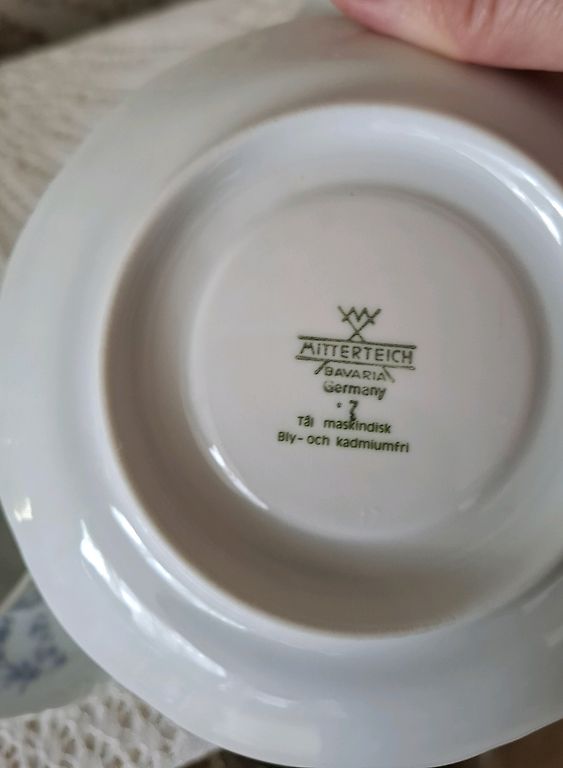 MITTERTEICH
BAVARIA
Germany
7
Tål maskindisk
Bly- och kadmiumfri